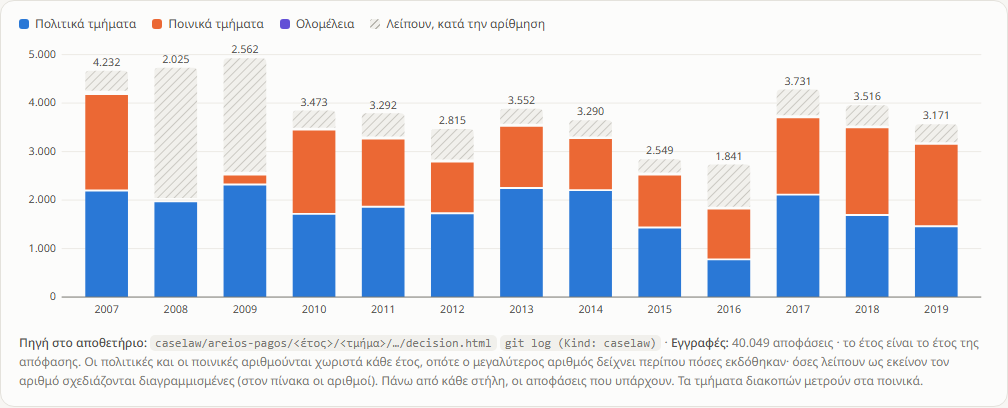 Πολιτικά τμήματα Ποινικά τμήματα Ολομέλεια Λείπουν, κατά την αρίθμηση
5.000
4.000
3.000
2.000
1.000
0
4.232 2.025 2.562 3.473 3.292 2.815 3.552 3.290 2.549 1.841 3.731 3.516 3.171
2007 2008 2009 2010 2011 2012 2013 2014 2015 2016 2017 2018 2019
Πηγή στο αποθετήριο: caselaw/areios-pagos/<έτος>/<τμήμα>/…/decision.html git log (Kind: caselaw) · Εγγραφές: 40.049 αποφάσεις · το έτος είναι το έτος της
απόφασης. Οι πολιτικές και οι ποινικές αριθμούνται χωριστά κάθε έτος, οπότε ο μεγαλύτερος αριθμός δείχνει περίπου πόσες εκδόθηκαν· όσες λείπουν ως εκείνον τον
αριθμό σχεδιάζονται διαγραμμισμένες (στον πίνακα οι αριθμοί). Πάνω από κάθε στήλη, οι αποφάσεις που υπάρχουν. Τα τμήματα διακοπών μετρούν στα ποινικά.